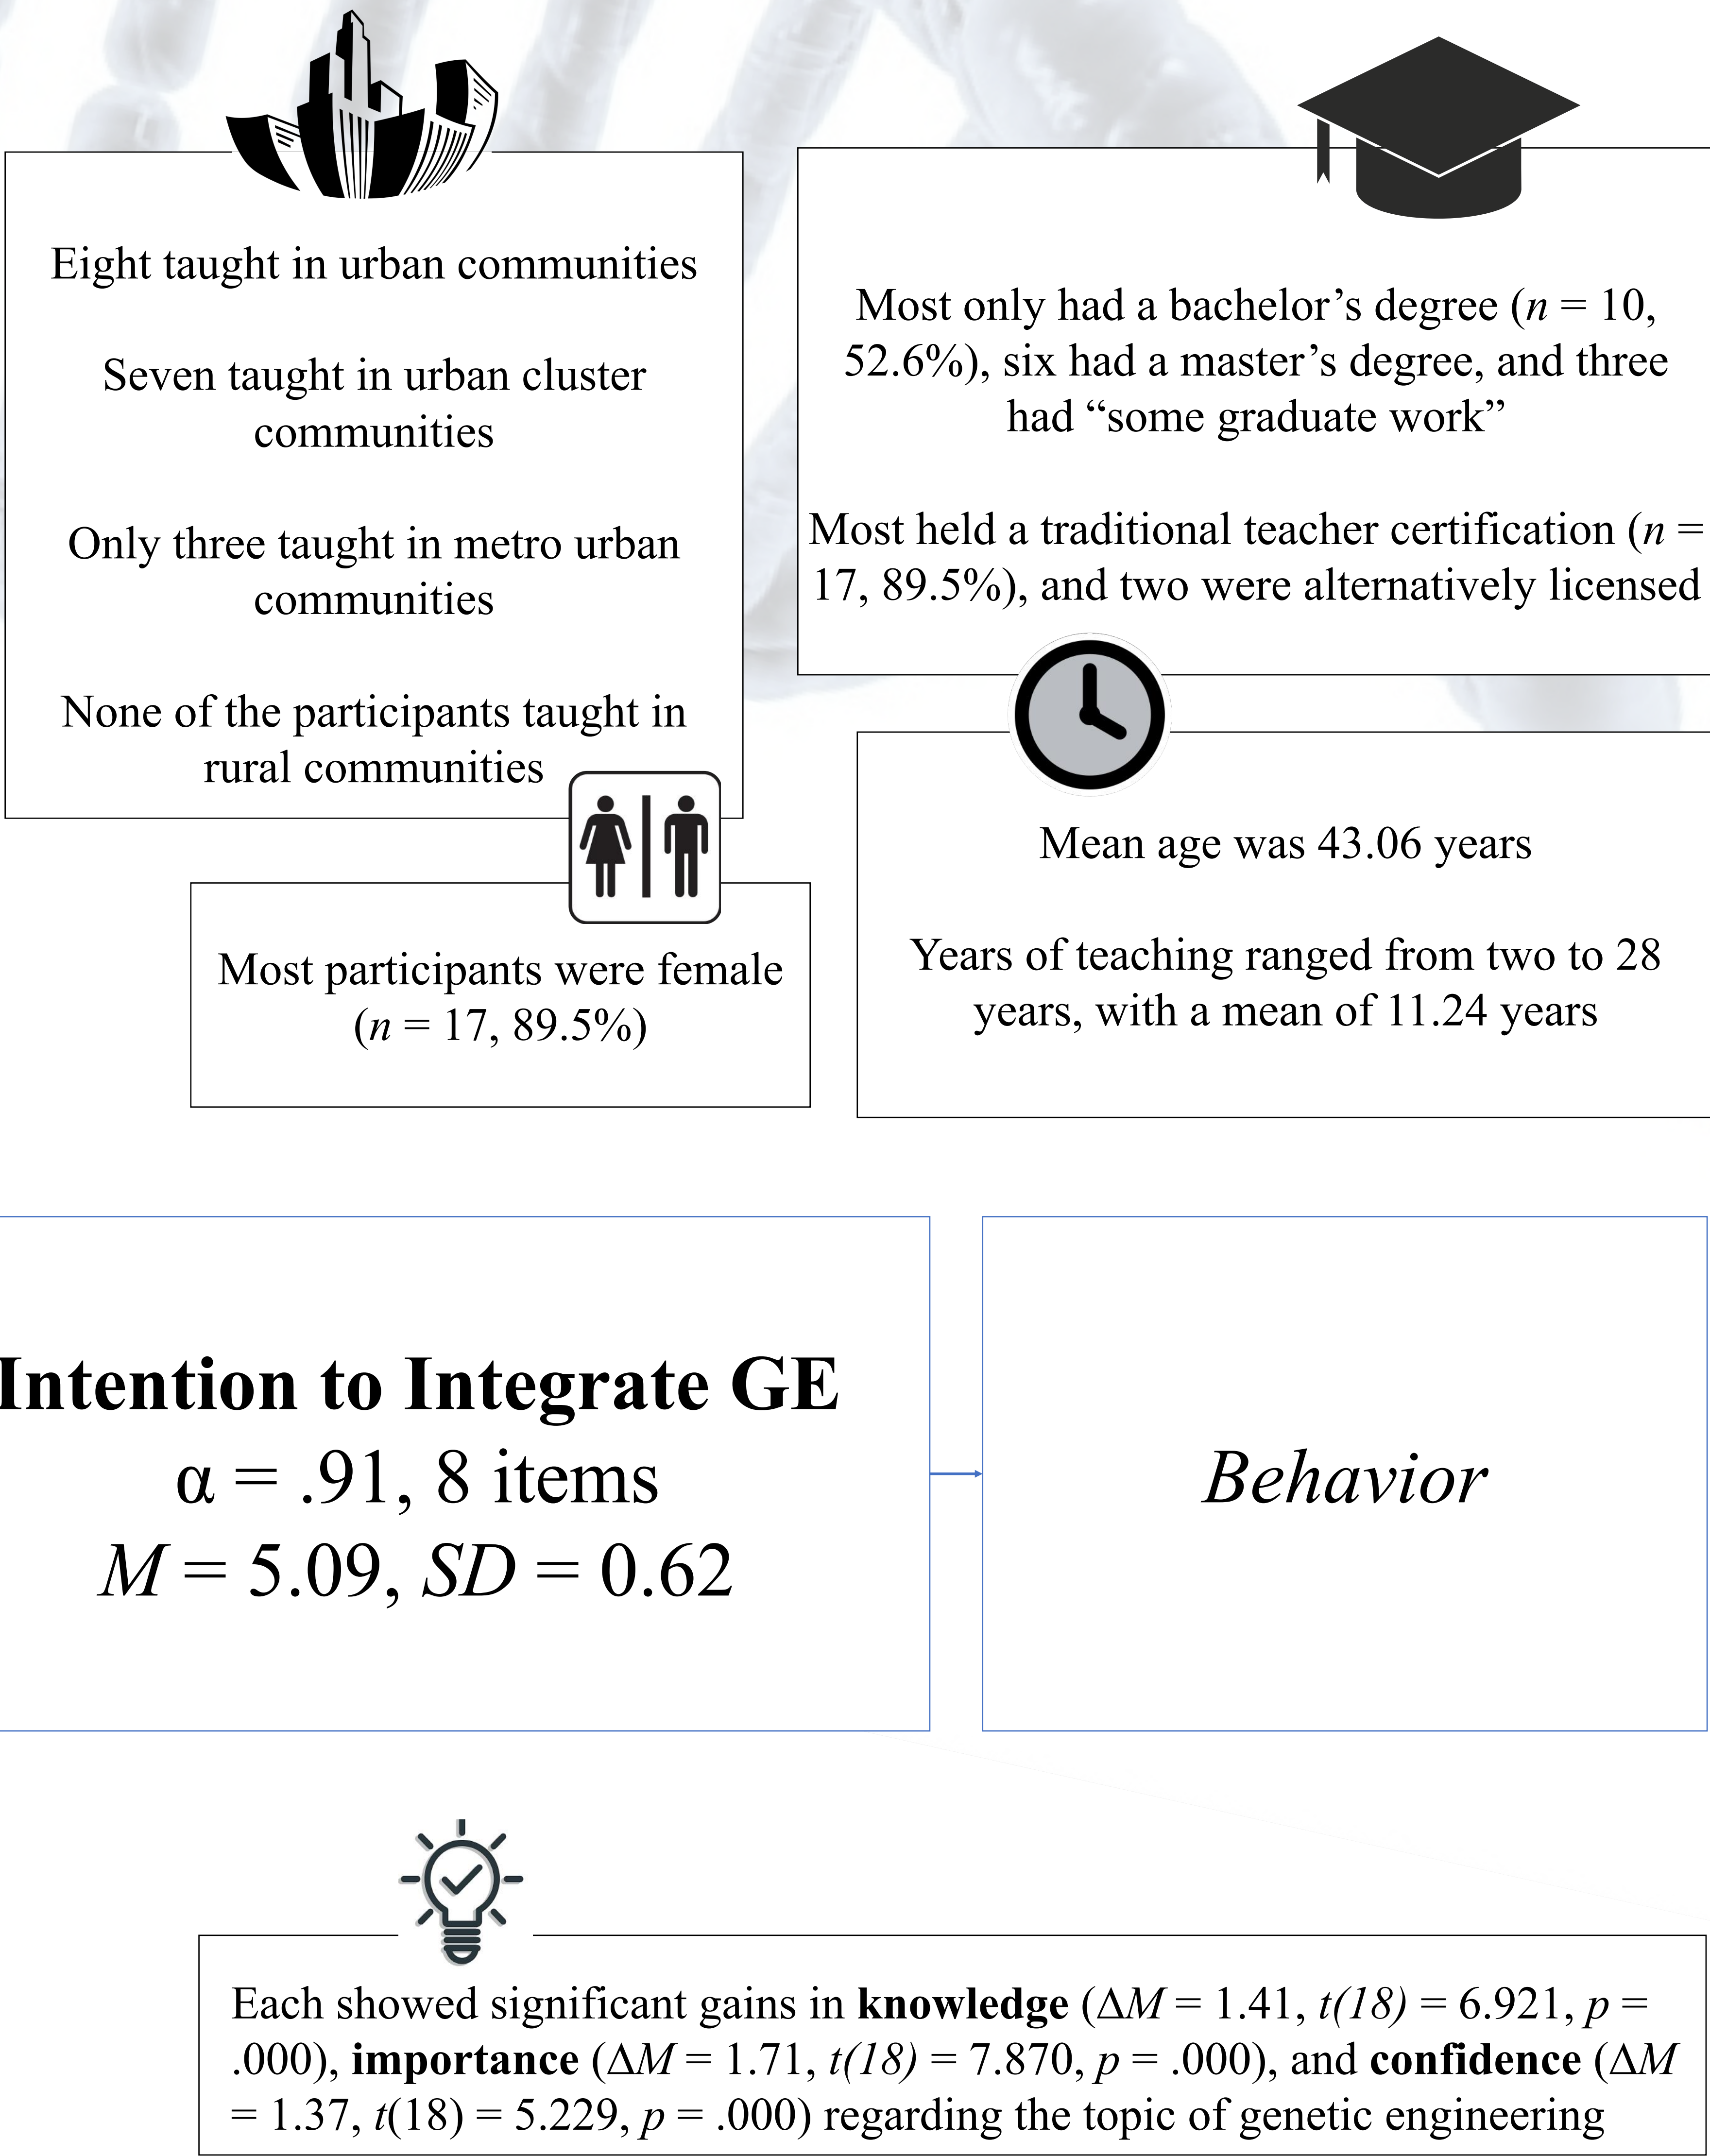 Eight taught in urban communities
Seven taught in urban cluster
communities
Only three taught in metro urban
communities
None of the participants taught in
rural communities
Most only had a bachelor’s degree (n = 10,
52.6%), six had a master’s degree, and three
had “some graduate work”
Most held a traditional teacher certification (n =
17, 89.5%), and two were alternatively licensed
Most participants were female
(n = 17, 89.5%)
Mean age was 43.06 years
Years of teaching ranged from two to 28
years, with a mean of 11.24 years
Intention to Integrate GE
α = .91, 8 items
M = 5.09, SD = 0.62
Behavior
Each showed significant gains in knowledge (ΔM = 1.41, t(18) = 6.921, p =
.000), importance (ΔM = 1.71, t(18) = 7.870, p = .000), and confidence (ΔM
= 1.37, t(18) = 5.229, p = .000) regarding the topic of genetic engineering